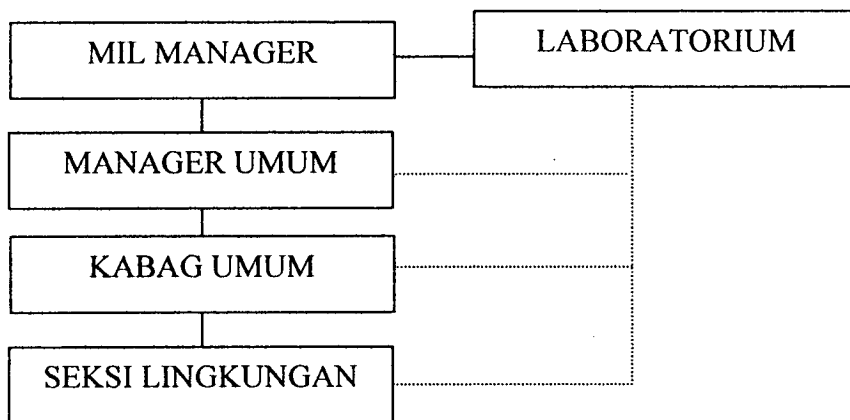 MIL MANAGER
LABORATORIUM
MANAGER UMUM
KABAG UMUM
SEKSI LINGKUNGAN